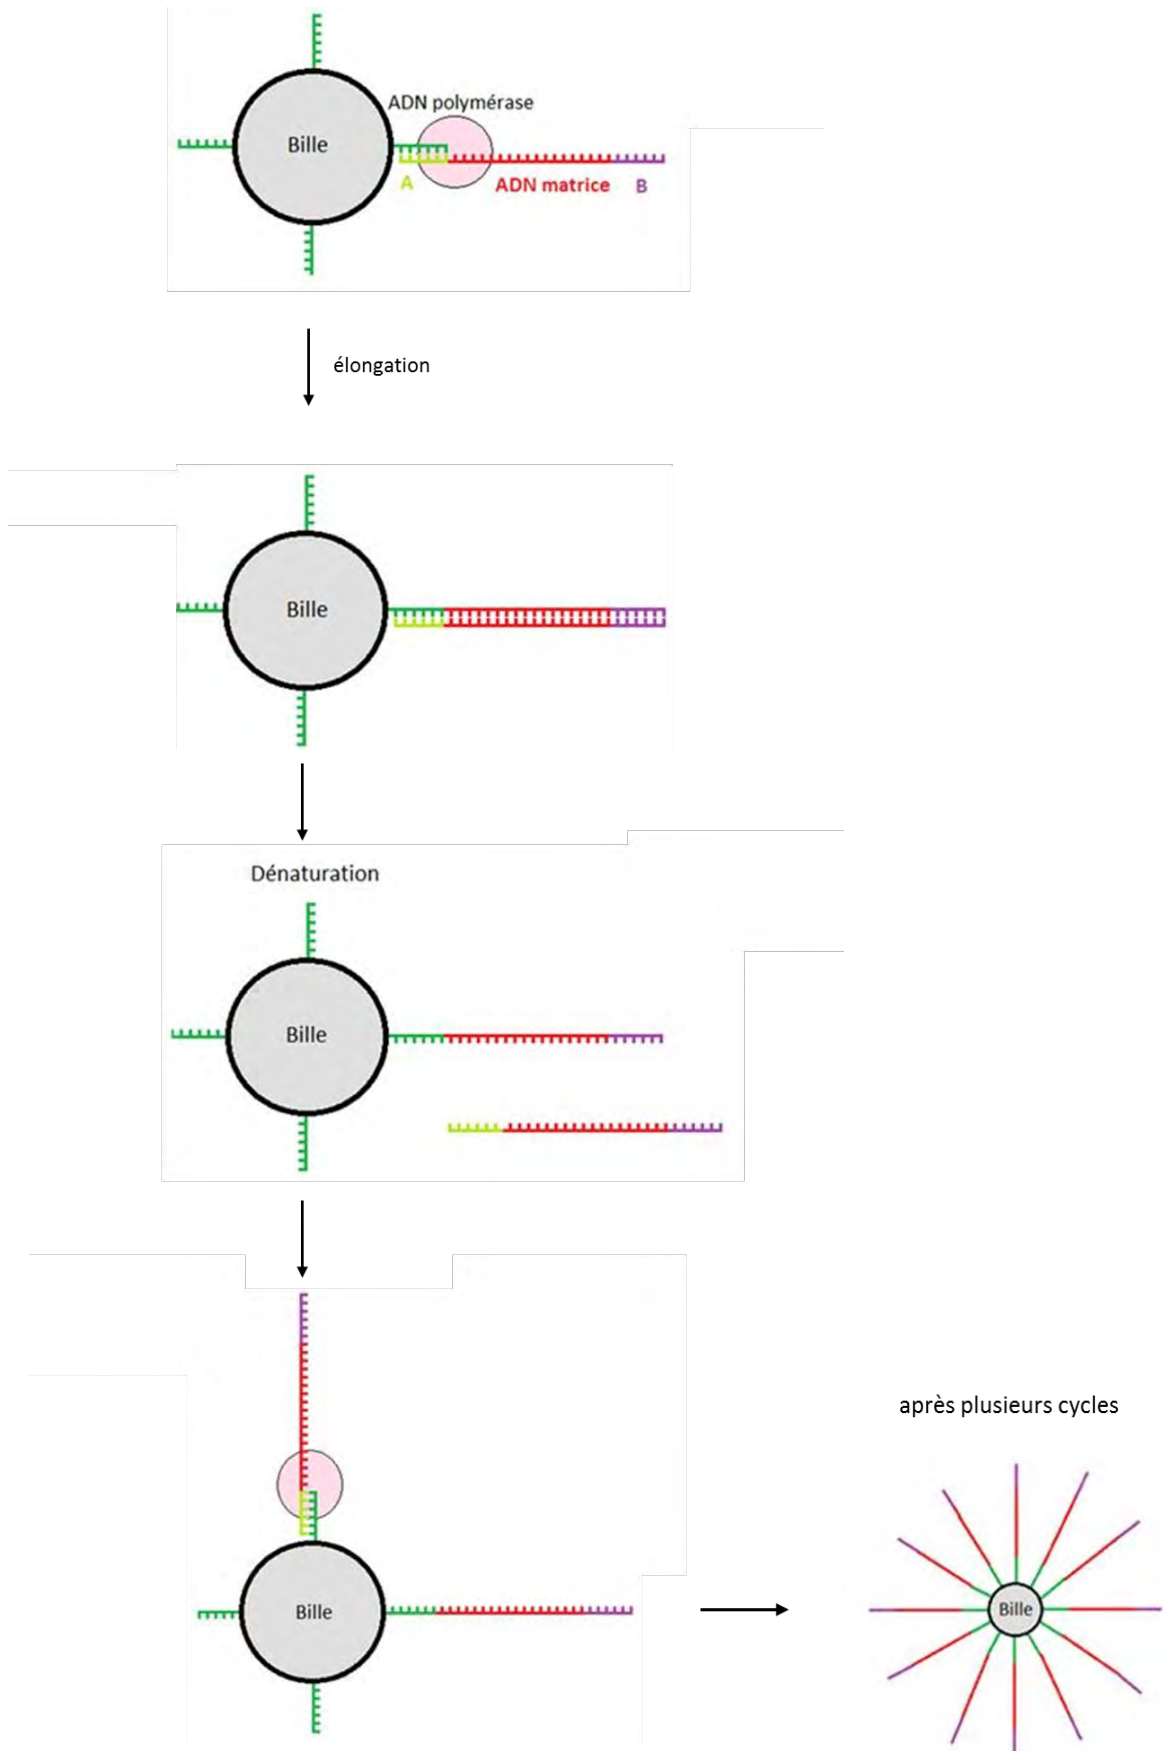 ADN polymérase
Bille
A
ADN matrice
B
élongation
Bille
Dénaturation
Bille
après plusieurs cycles
Bille
Bille